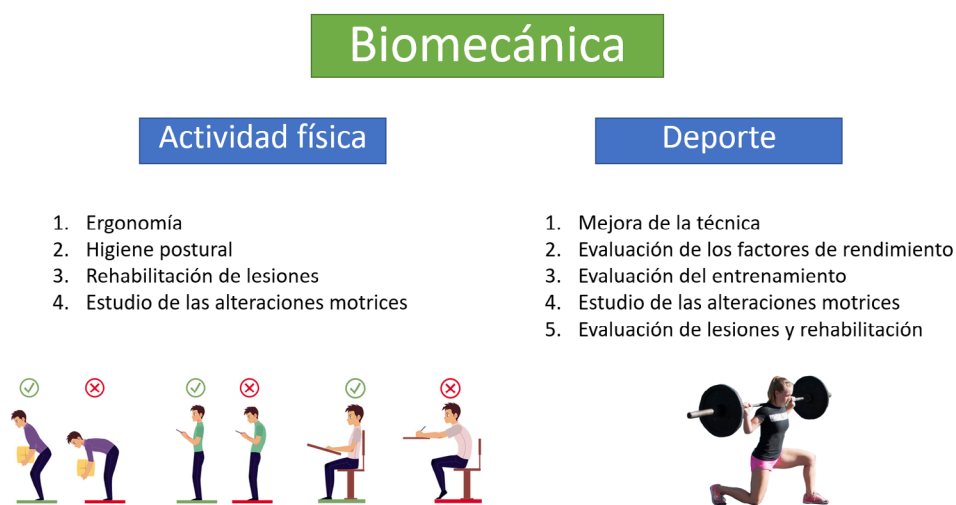 Biomecánica
Actividad física
1. Ergonomía
2. Higiene postural
3. Rehabilitación de lesiones
4. Estudio de las alteraciones motrices
Deporte
1. Mejora de la técnica
2. Evaluación de los factores de rendimiento
3. Evaluación del entrenamiento
4. Estudio de las alteraciones motrices
5. Evaluación de lesiones y rehabilitación